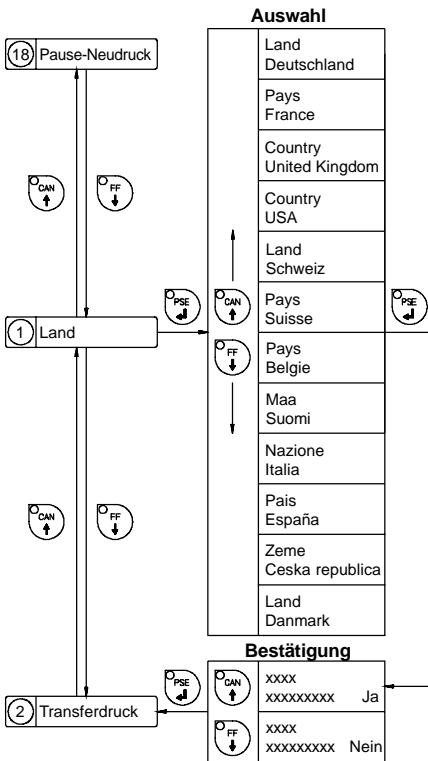 Auswahl
18 Pause-Neudruck
CAN
FF
1 Land
PSE
CAN
FF
Land
Deutschland
Pays
France
Country
United Kingdom
Country
USA
Land
Schweiz
Pays
Suisse
Pays
Belgie
Maa
Suomi
Nazione
Italia
Pais
España
Zeme
Ceska republica
Land
Danmark
PSE
CAN
FF
Bestätigung
2 Transferdruck
PSE
CAN
xxxx
xxxxxxxxx Ja
FF
xxxx
xxxxxxxxx Nein